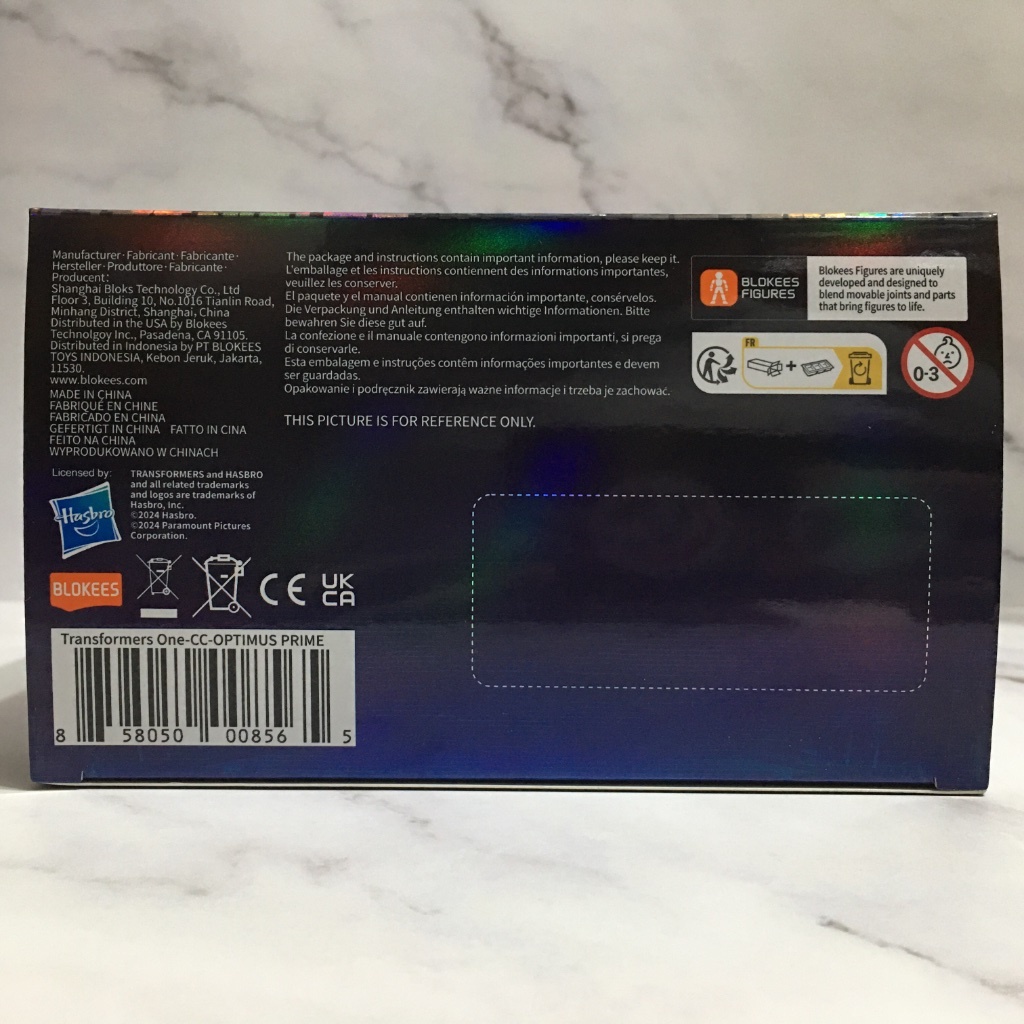 Manufacturer · Fabricant · Fabricante ·
Hersteller · Produttore · Fabricante ·
Producent :
Shanghai Bloks Technology Co., Ltd
Floor 3, Building 10, No.1016 Tianlin Road,
Minhang District, Shanghai, China
Distributed in the USA by Blokees
Technolgoy Inc., Pasadena, CA 91105.
Distributed in Indonesia by PT BLOKEES
TOYS INDONESIA, Kebon Jeruk, Jakarta,
11530.
www.blokees.com
MADE IN CHINA
FABRIQUÉ EN CHINE
FABRICADO EN CHINA
GEFERTIGT IN CHINA FATTO IN CINA
FEITO NA CHINA
WYPRODUKOWANO W CHINACH
Licensed by:
Hasbro
TRANSFORMERS and HASBRO
and all related trademarks
and logos are trademarks of
Hasbro, Inc.
©2024 Hasbro.
©2024 Paramount Pictures
Corporation.
BLOKEES
CE
UK
CA
Transformers One-CC-OPTIMUS PRIME
8 58050 00856 5
The package and instructions contain important information, please keep it.
L'emballage et les instructions contiennent des informations importantes,
veuillez les conserver.
El paquete y el manual contienen información importante, consérvelos.
Die Verpackung und Anleitung enthalten wichtige Informationen. Bitte
bewahren Sie diese gut auf.
La confezione e il manuale contengono informazioni importanti, si prega
di conservarle.
Esta embalagem e instruções contêm informações importantes e devem
ser guardadas.
Opakowanie i podręcznik zawierają ważne informacje i trzeba je zachować.
THIS PICTURE IS FOR REFERENCE ONLY.
BLOKEES
FIGURES
Blokees Figures are uniquely
developed and designed to
blend movable joints and parts
that bring figures to life.
FR
+
0-3